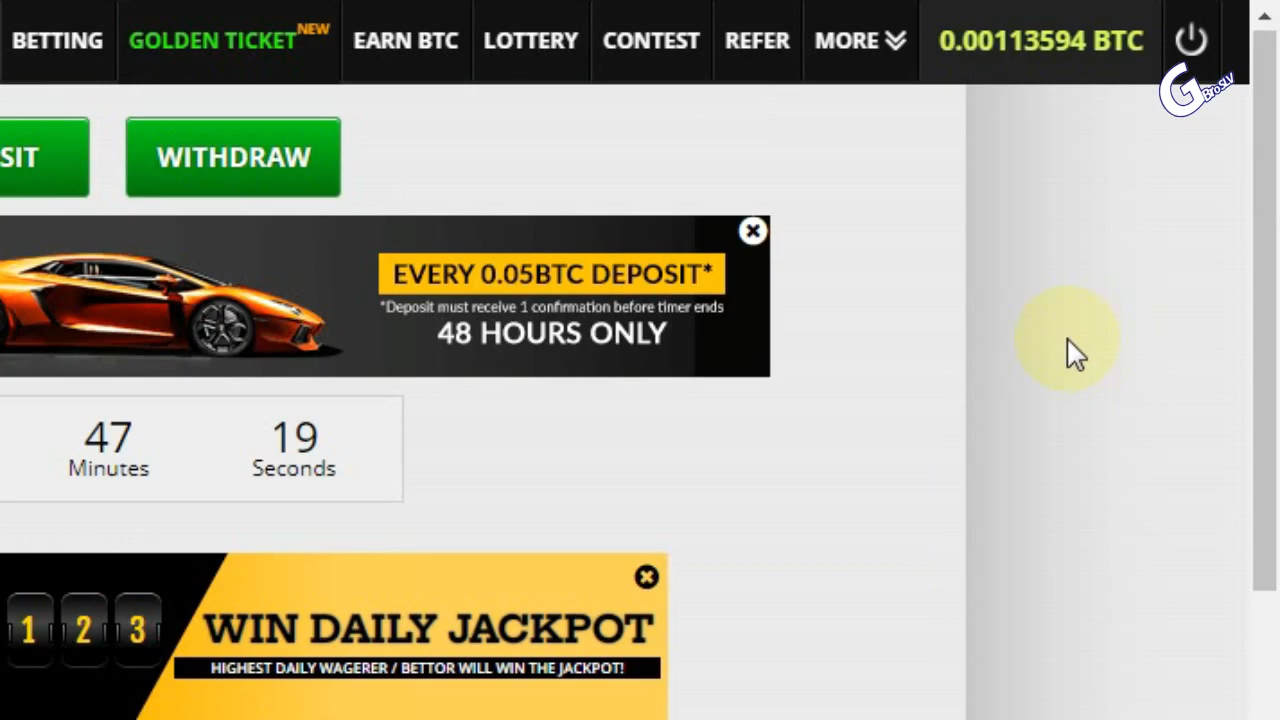 BETTING GOLDEN TICKET NEW EARN BTC LOTTERY CONTEST REFER MORE 0.00113594 BTC
G BroSLV
SIT WITHDRAW
EVERY 0.05BTC DEPOSIT*
*Deposit must receive 1 confirmation before timer ends
48 HOURS ONLY
47 19
Minutes Seconds
1 2 3 WIN DAILY JACKPOT
HIGHEST DAILY WAGERER / BETTOR WILL WIN THE JACKPOT!